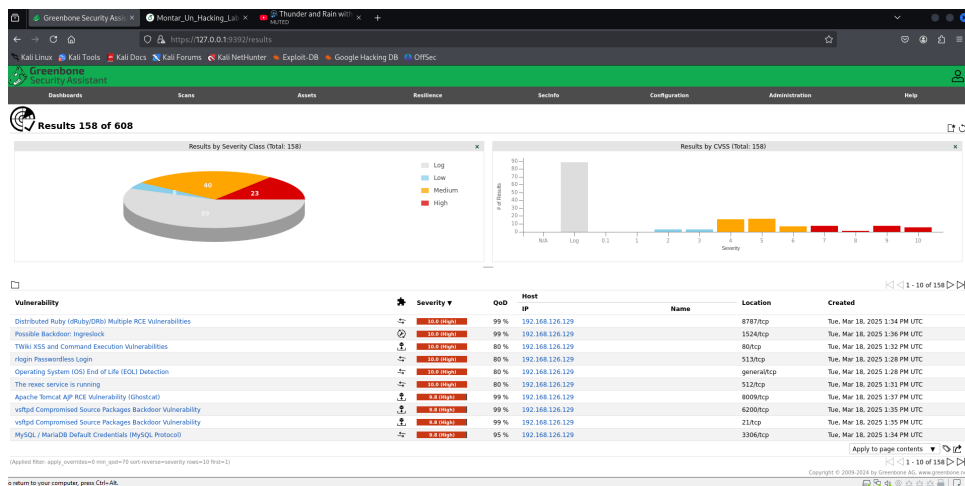 Greenbone Security Assis ×
Montar_Un_Hacking_Lab ×
Thunder and Rain with ×
MUTED
https://127.0.0.1:9392/results
Kali Linux Kali Tools Kali Docs Kali Forums Kali NetHunter Exploit-DB Google Hacking DB OffSec
Greenbone
Security Assistant
Dashboards Scans Assets Resilience SecInfo Configuration Administration Help
Results 158 of 608
Results by Severity Class (Total: 158) ×
40
23
89
Log
Low
Medium
High
Results by CVSS (Total: 158) ×
# of Results
90
80
70
60
50
40
30
20
10
0
N/A Log 0.1 1 2 3 4 5 6 7 8 9 10
Severity
1 - 10 of 158
Vulnerability Severity ▼ QoD Host Location Created
IP Name
Distributed Ruby (dRuby/DRb) Multiple RCE Vulnerabilities 10.0 (High) 99 % 192.168.126.129 8787/tcp Tue, Mar 18, 2025 1:34 PM UTC
Possible Backdoor: Ingreslock 10.0 (High) 99 % 192.168.126.129 1524/tcp Tue, Mar 18, 2025 1:36 PM UTC
TWiki XSS and Command Execution Vulnerabilities 10.0 (High) 80 % 192.168.126.129 80/tcp Tue, Mar 18, 2025 1:32 PM UTC
rlogin Passwordless Login 10.0 (High) 80 % 192.168.126.129 513/tcp Tue, Mar 18, 2025 1:28 PM UTC
Operating System (OS) End of Life (EOL) Detection 10.0 (High) 80 % 192.168.126.129 general/tcp Tue, Mar 18, 2025 1:28 PM UTC
The rexec service is running 10.0 (High) 80 % 192.168.126.129 512/tcp Tue, Mar 18, 2025 1:31 PM UTC
Apache Tomcat AJP RCE Vulnerability (Ghostcat) 9.8 (High) 99 % 192.168.126.129 8009/tcp Tue, Mar 18, 2025 1:37 PM UTC
vsftpd Compromised Source Packages Backdoor Vulnerability 9.8 (High) 99 % 192.168.126.129 6200/tcp Tue, Mar 18, 2025 1:35 PM UTC
vsftpd Compromised Source Packages Backdoor Vulnerability 9.8 (High) 99 % 192.168.126.129 21/tcp Tue, Mar 18, 2025 1:35 PM UTC
MySQL / MariaDB Default Credentials (MySQL Protocol) 9.8 (High) 95 % 192.168.126.129 3306/tcp Tue, Mar 18, 2025 1:34 PM UTC
Apply to page contents ▼
(Applied filter: apply_overrides=0 min_qod=70 sort-reverse=severity rows=10 first=1)
1 - 10 of 158
Copyright © 2009-2024 by Greenbone AG, www.greenbone.ne
o return to your computer, press Ctrl+Alt.